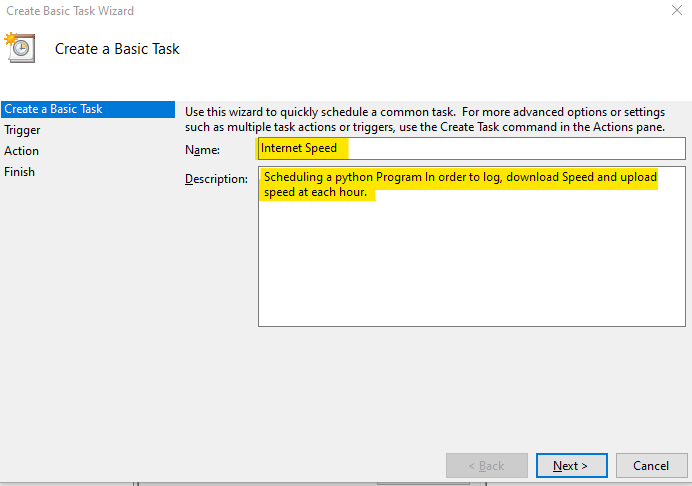 Create Basic Task Wizard
Create a Basic Task
Create a Basic Task
Trigger
Action
Finish
Use this wizard to quickly schedule a common task. For more advanced options or settings
such as multiple task actions or triggers, use the Create Task command in the Actions pane.
Name: Internet Speed
Description: Scheduling a python Program In order to log, download Speed and upload
speed at each hour.
< Back Next > Cancel